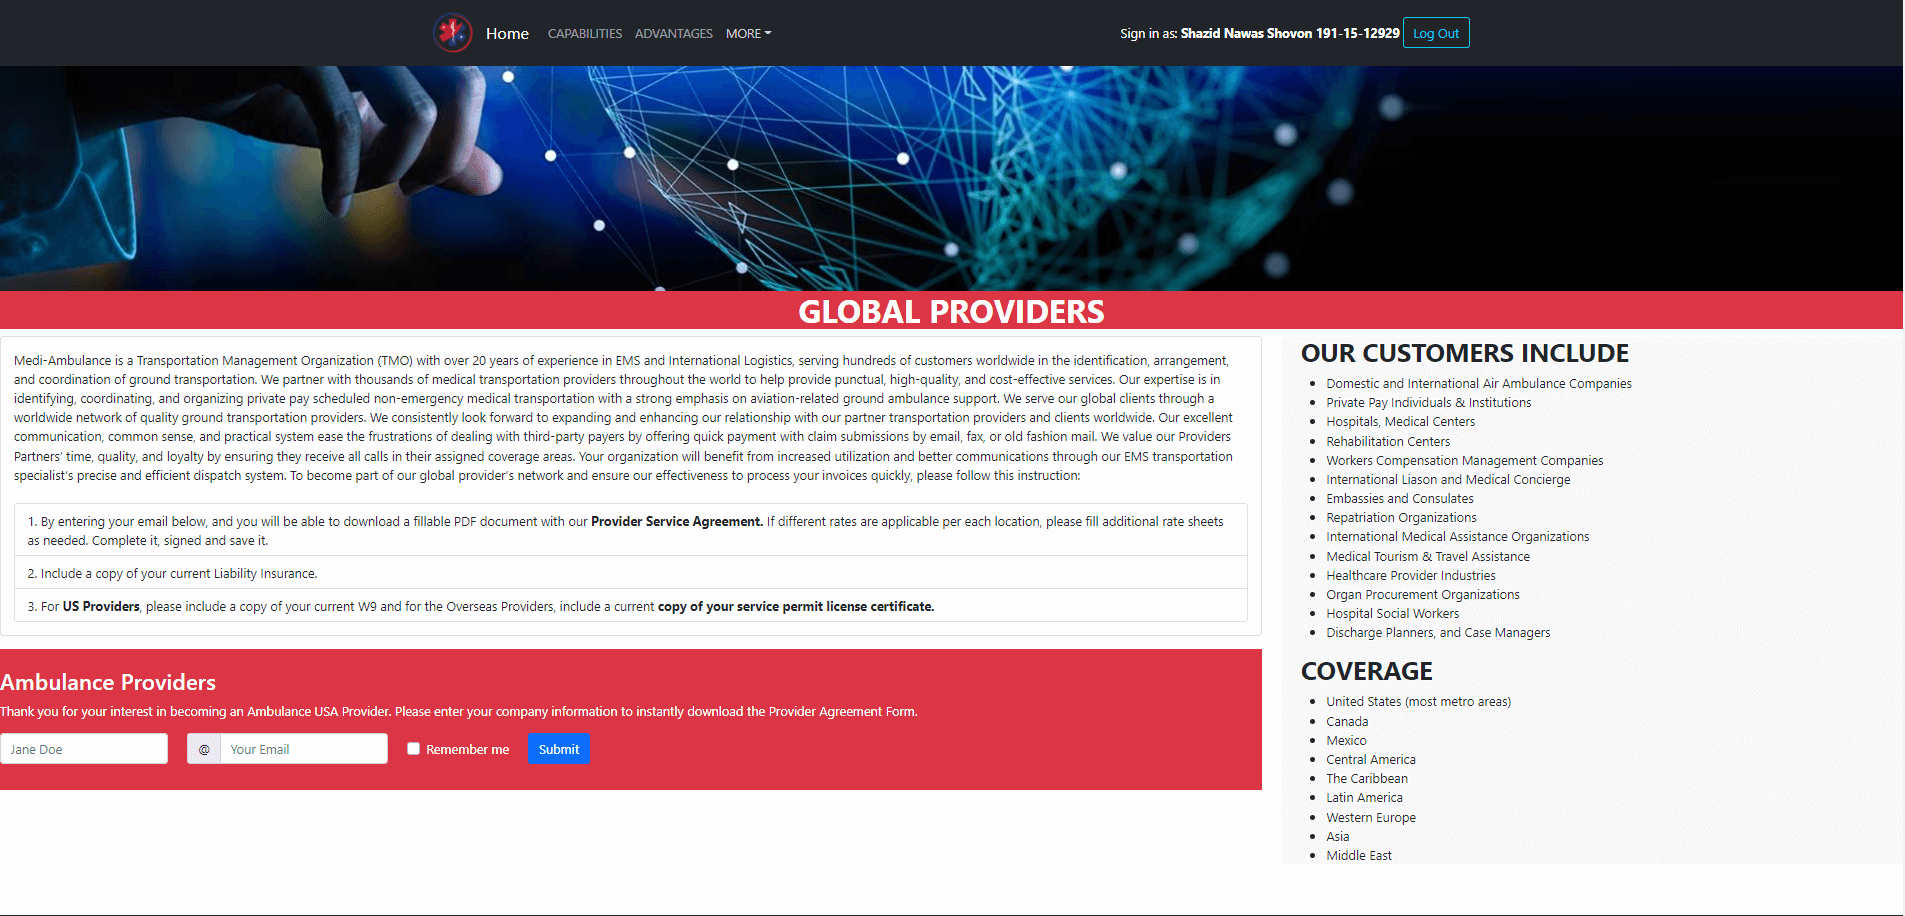 Home CAPABILITIES ADVANTAGES MORE Sign in as: Shazid Nawas Shovon 191-15-12929 Log Out
GLOBAL PROVIDERS
Medi-Ambulance is a Transportation Management Organization (TMO) with over 20 years of experience in EMS and International Logistics, serving hundreds of customers worldwide in the identification, arrangement,
and coordination of ground transportation. We partner with thousands of medical transportation providers throughout the world to help provide punctual, high-quality, and cost-effective services. Our expertise is in
identifying, coordinating, and organizing private pay scheduled non-emergency medical transportation with a strong emphasis on aviation-related ground ambulance support. We serve our global clients through a
worldwide network of quality ground transportation providers. We consistently look forward to expanding and enhancing our relationship with our partner transportation providers and clients worldwide. Our excellent
communication, common sense, and practical system ease the frustrations of dealing with third-party payers by offering quick payment with claim submissions by email, fax, or old fashion mail. We value our Providers
Partners' time, quality, and loyalty by ensuring they receive all calls in their assigned coverage areas. Your organization will benefit from increased utilization and better communications through our EMS transportation
specialist's precise and efficient dispatch system. To become part of our global provider's network and ensure our effectiveness to process your invoices quickly, please follow this instruction:
1. By entering your email below, and you will be able to download a fillable PDF document with our Provider Service Agreement. If different rates are applicable per each location, please fill additional rate sheets
as needed. Complete it, signed and save it.
2. Include a copy of your current Liability Insurance.
3. For US Providers, please include a copy of your current W9 and for the Overseas Providers, include a current copy of your service permit license certificate.
Ambulance Providers
Thank you for your interest in becoming an Ambulance USA Provider. Please enter your company information to instantly download the Provider Agreement Form.
Jane Doe @ Your Email Remember me Submit
OUR CUSTOMERS INCLUDE
Domestic and International Air Ambulance Companies
Private Pay Individuals & Institutions
Hospitals, Medical Centers
Rehabilitation Centers
Workers Compensation Management Companies
International Liason and Medical Concierge
Embassies and Consulates
Repatriation Organizations
International Medical Assistance Organizations
Medical Tourism & Travel Assistance
Healthcare Provider Industries
Organ Procurement Organizations
Hospital Social Workers
Discharge Planners, and Case Managers
COVERAGE
United States (most metro areas)
Canada
Mexico
Central America
The Caribbean
Latin America
Western Europe
Asia
Middle East